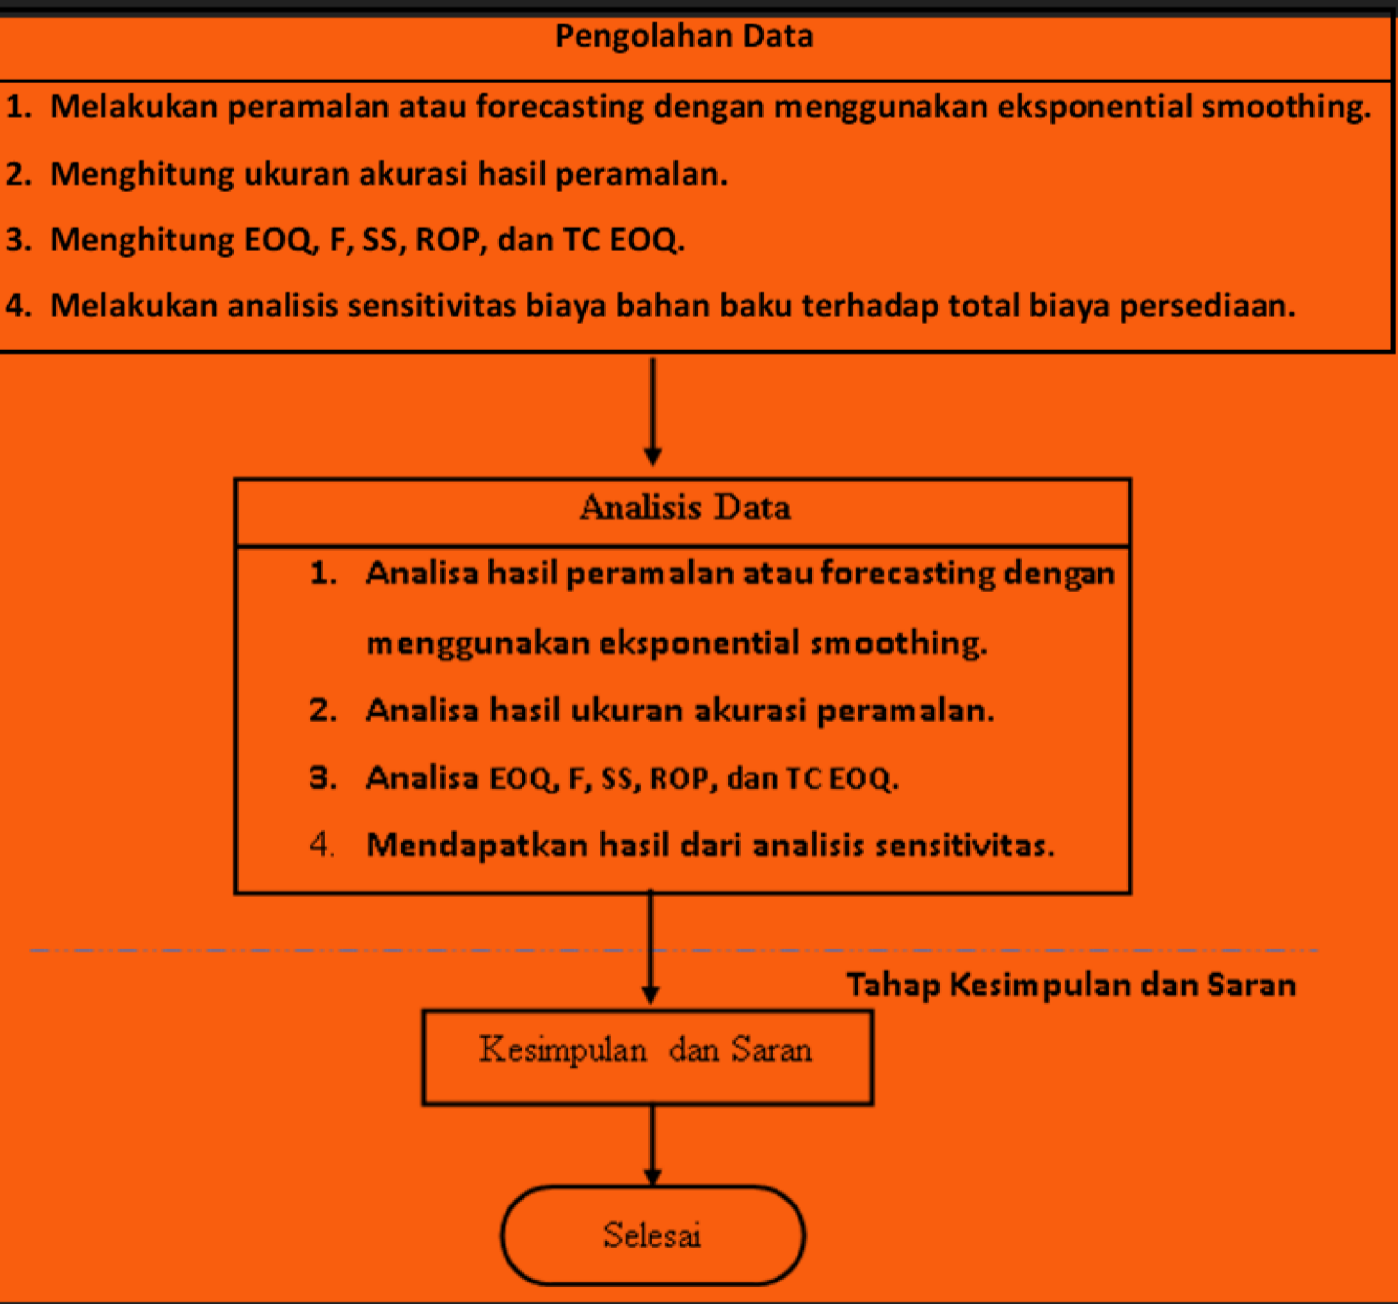 Pengolahan Data
1. Melakukan peramalan atau forecasting dengan menggunakan eksponential smoothing.
2. Menghitung ukuran akurasi hasil peramalan.
3. Menghitung EOQ, F, SS, ROP, dan TC EOQ.
4. Melakukan analisis sensitivitas biaya bahan baku terhadap total biaya persediaan.
Analisis Data
1. Analisa hasil peramalan atau forecasting dengan
menggunakan eksponential smoothing.
2. Analisa hasil ukuran akurasi peramalan.
3. Analisa EOQ, F, SS, ROP, dan TC EOQ.
4. Mendapatkan hasil dari analisis sensitivitas.
Tahap Kesimpulan dan Saran
Kesimpulan dan Saran
Selesai